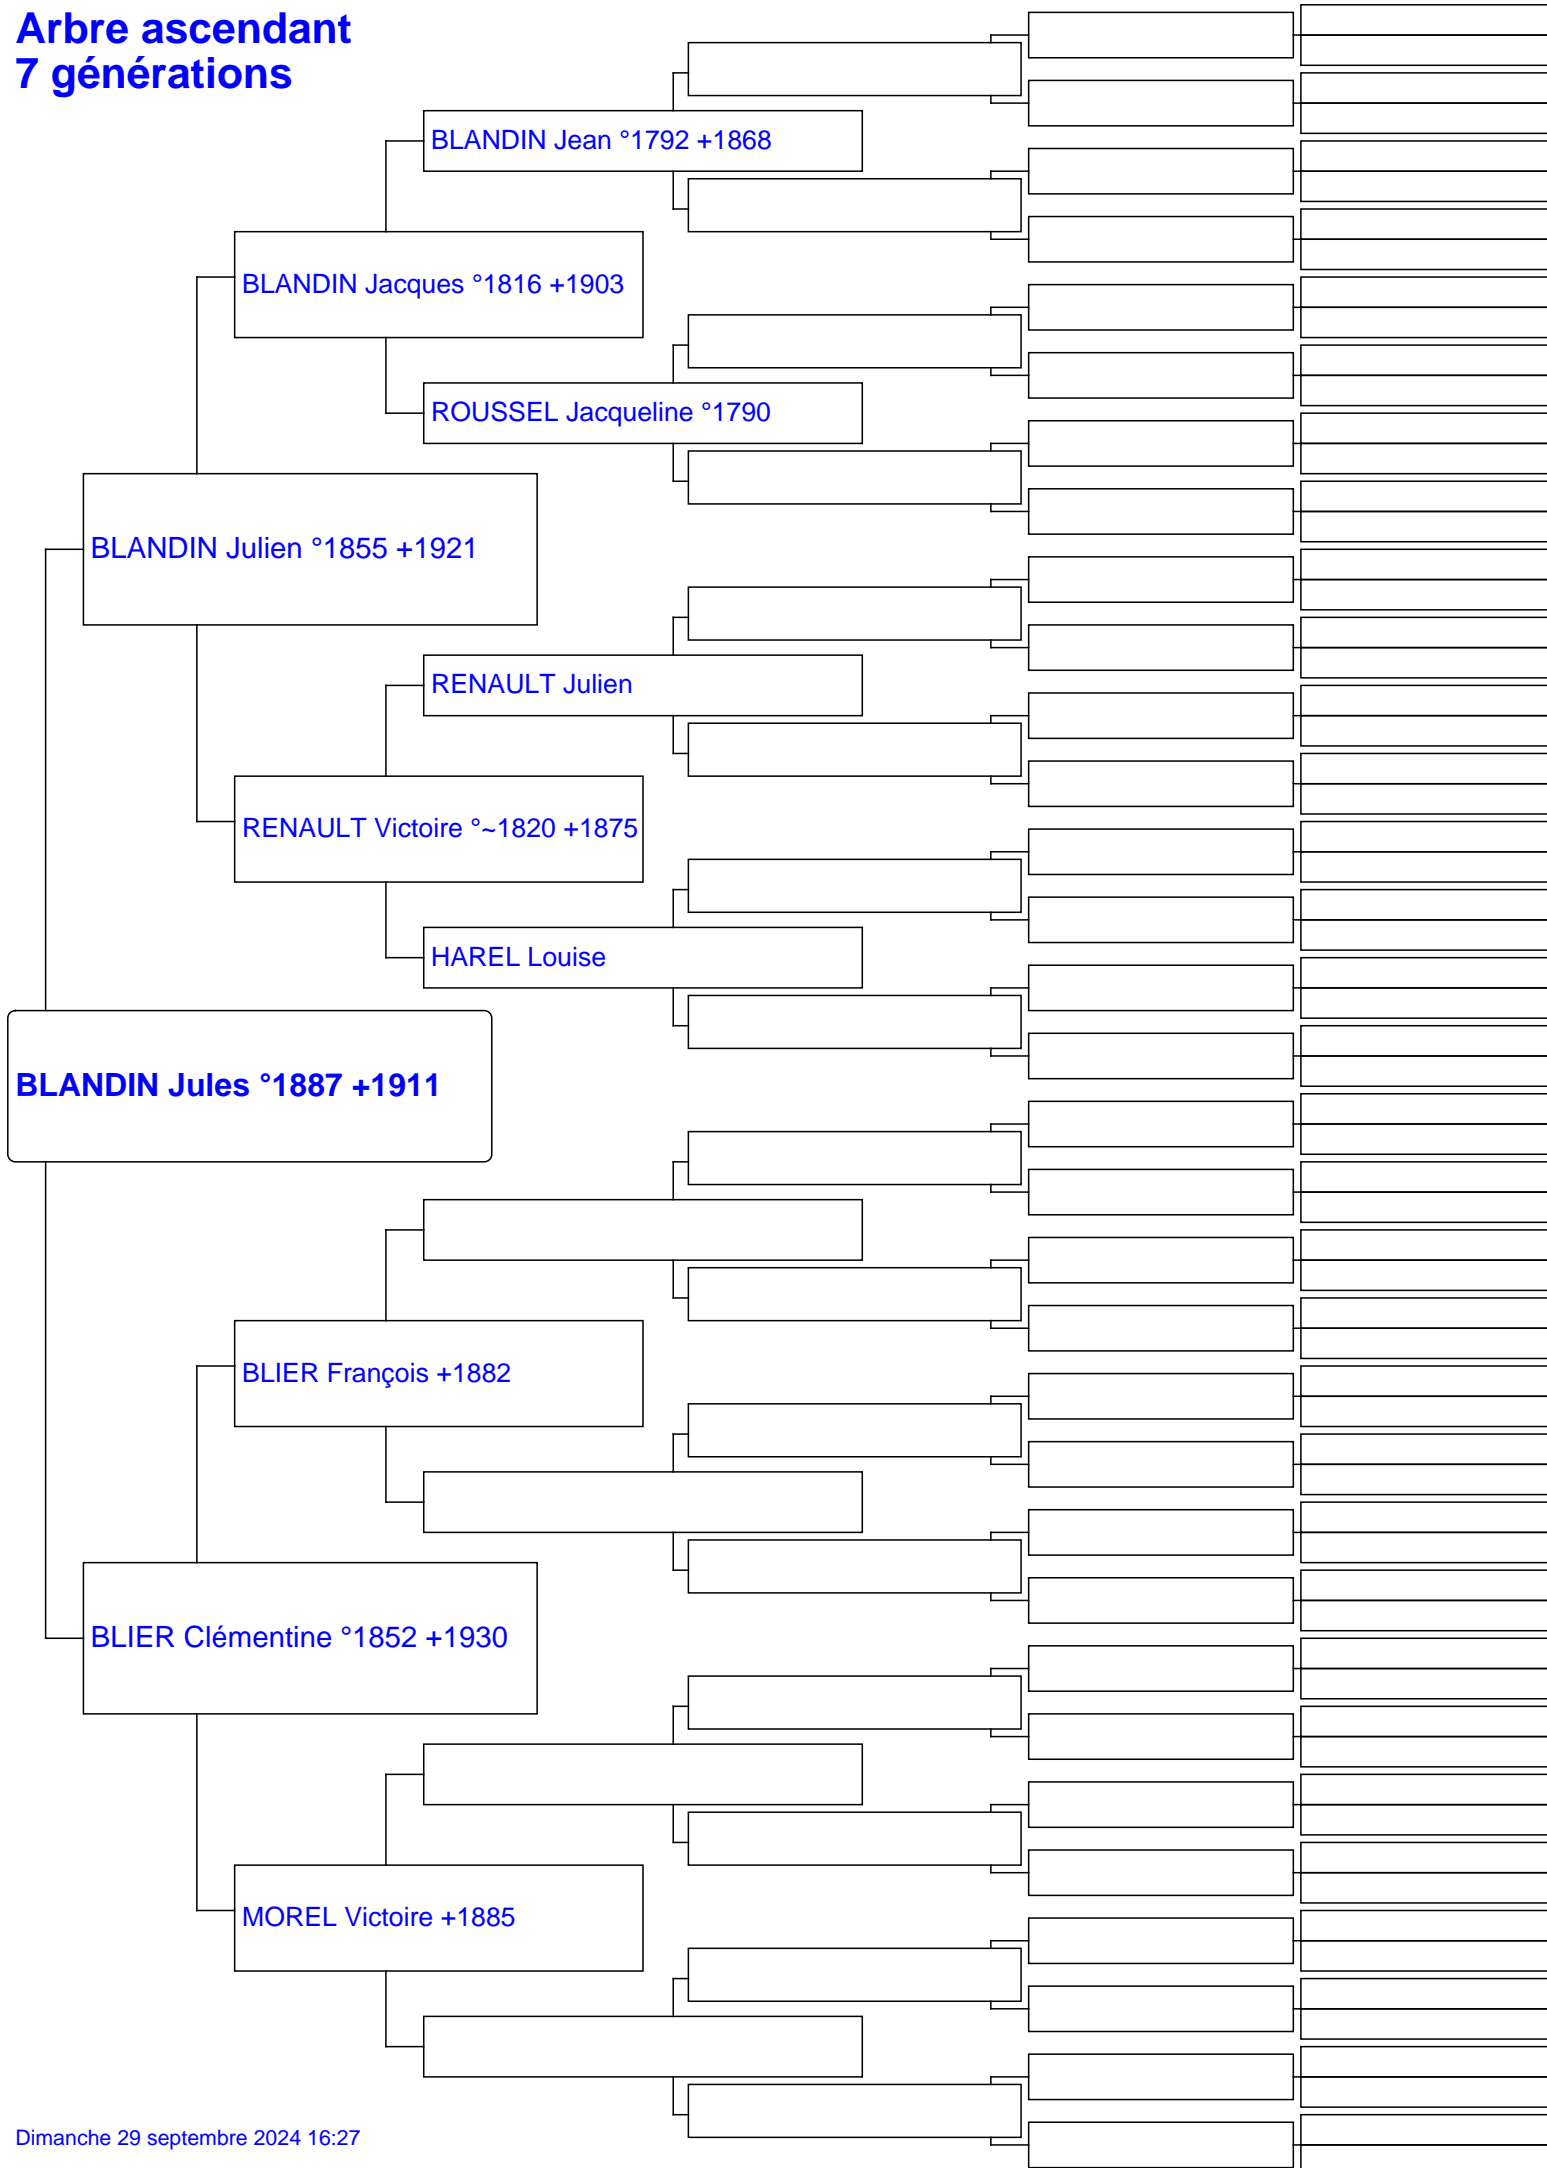 Arbre ascendant
7 générations
BLANDIN Jean °1792 +1868
BLANDIN Jacques °1816 +1903
ROUSSEL Jacqueline °1790
BLANDIN Julien °1855 +1921
RENAULT Julien
RENAULT Victoire °~1820 +1875
HAREL Louise
BLANDIN Jules °1887 +1911
BLIER François +1882
BLIER Clémentine °1852 +1930
MOREL Victoire +1885
Dimanche 29 septembre 2024 16:27